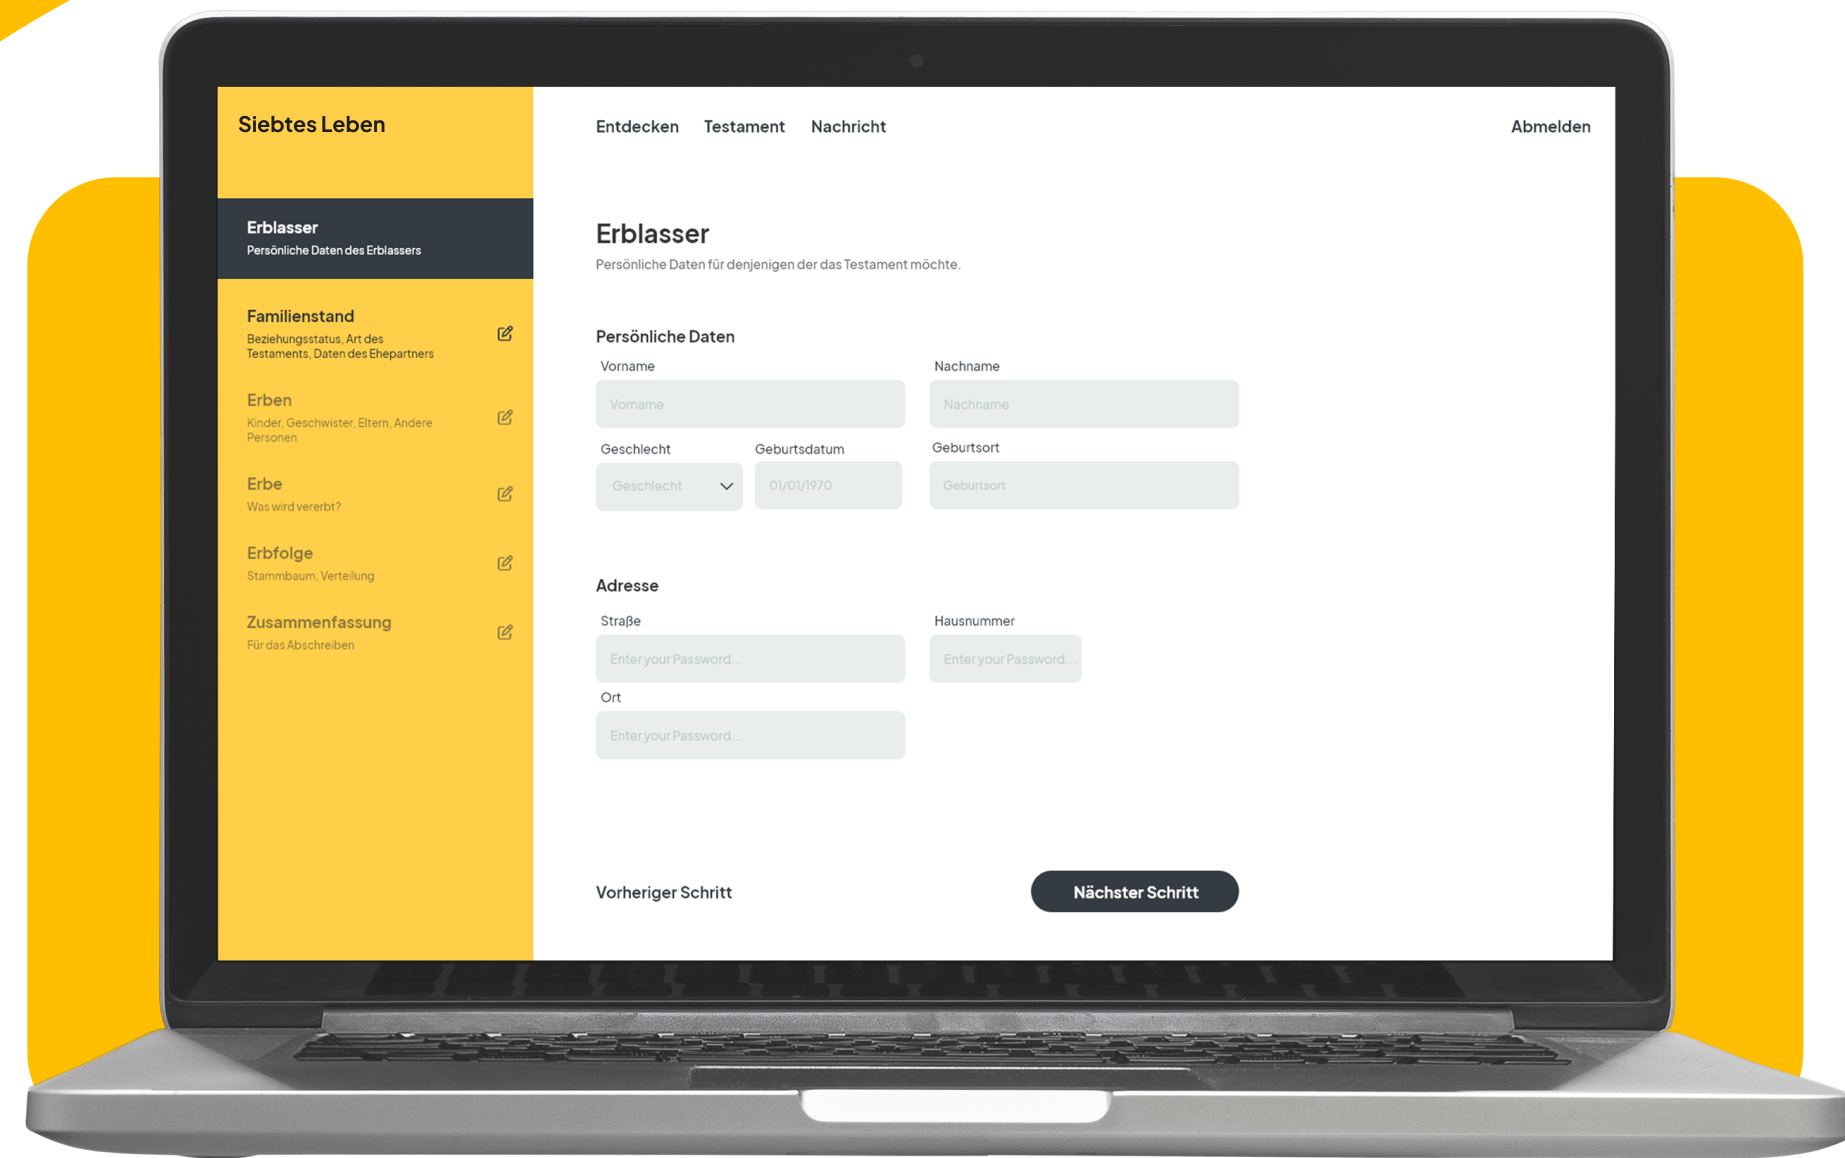 Siebtes Leben
Entdecken Testament Nachricht Abmelden
Erblasser
Persönliche Daten des Erblassers
Familienstand
Beziehungsstatus, Art des
Testaments, Daten des Ehepartners
Erben
Kinder, Geschwister, Eltern, Andere
Personen
Erbe
Was wird vererbt?
Erbfolge
Stammbaum, Verteilung
Zusammenfassung
Für das Abschreiben
Erblasser
Persönliche Daten für denjenigen der das Testament möchte.
Persönliche Daten
Vorname Nachname
Vorname Nachname
Geschlecht Geburtsdatum Geburtsort
Geschlecht 01/01/1970 Geburtsort
Adresse
Straße Hausnummer
Enter your Password... Enter your Password...
Ort
Enter your Password...
Vorheriger Schritt Nächster Schritt